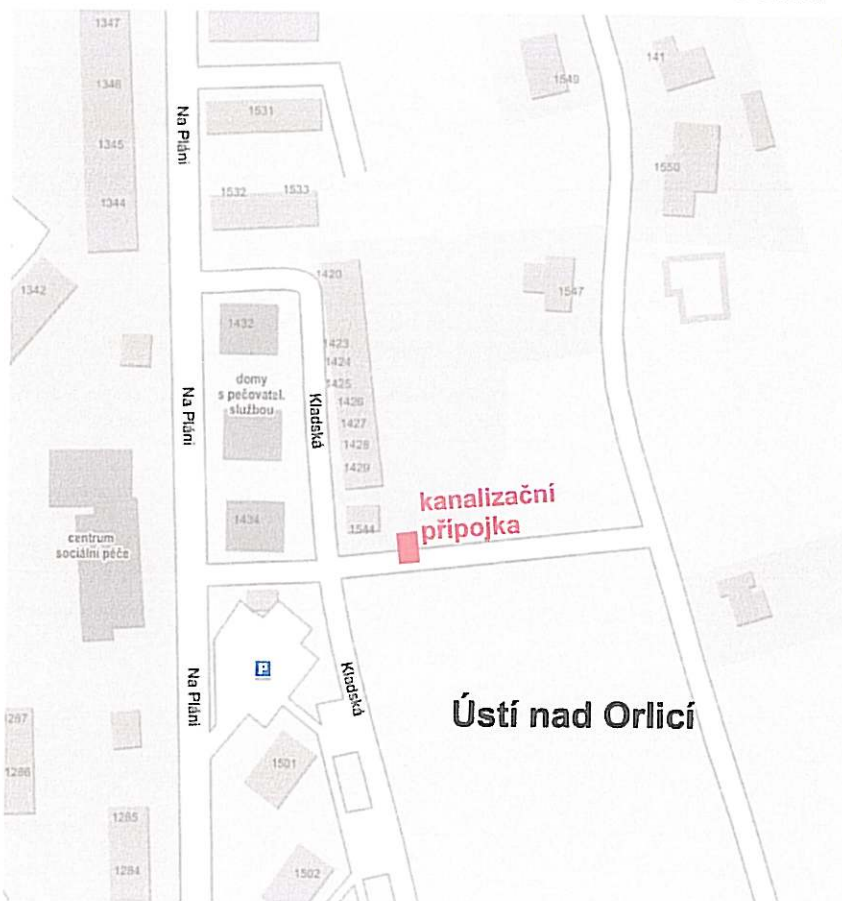 1347
1346
1345
1344
1342
Na Pláni
1531
1532
1533
1549
141
1550
1547
1420
1432
1423
1424
1425
1426
1427
1428
1429
domy
s pečovatel.
službou
Na Pláni
Kladská
1434
1544
kanalizační
přípojka
centrum
sociální péče
P
Na Pláni
Kladská
Ústí nad Orlicí
1287
1286
1285
1284
1501
1502